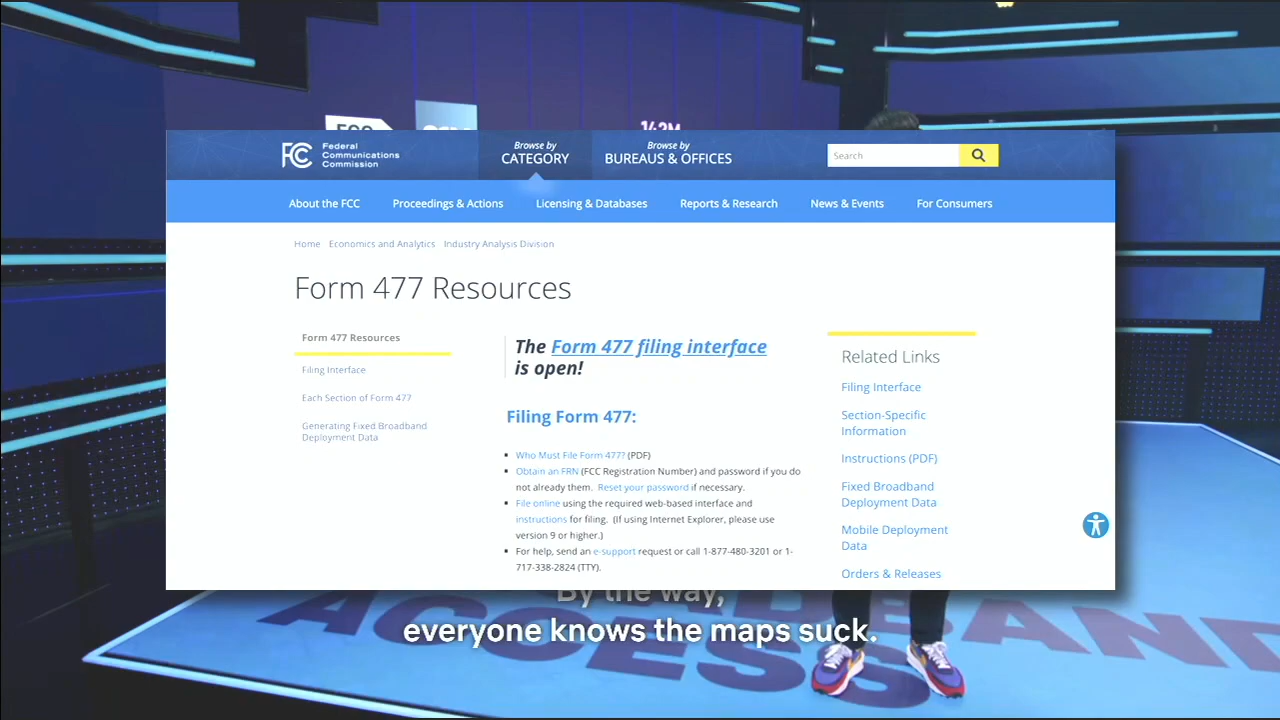 142M
FCC
Federal
Communications
Commission
Browse by
CATEGORY
Browse by
BUREAUS & OFFICES
Search
About the FCC
Proceedings & Actions
Licensing & Databases
Reports & Research
News & Events
For Consumers
Home
Economics and Analytics
Industry Analysis Division
Form 477 Resources
Form 477 Resources
Filing Interface
Each Section of Form 477
Generating Fixed Broadband
Deployment Data
The Form 477 filing interface
is open!
Filing Form 477:
Who Must File Form 477? (PDF)
Obtain an FRN (FCC Registration Number) and password if you do
not already them. Reset your password if necessary.
File online using the required web-based interface and
instructions for filing. (If using Internet Explorer, please use
version 9 or higher.)
For help, send an e-support request or call 1-877-480-3201 or 1-
717-338-2824 (TTY).
Related Links
Filing Interface
Section-Specific
Information
Instructions (PDF)
Fixed Broadband
Deployment Data
Mobile Deployment
Data
Orders & Releases
By the way,
everyone knows the maps suck.
ACCESS